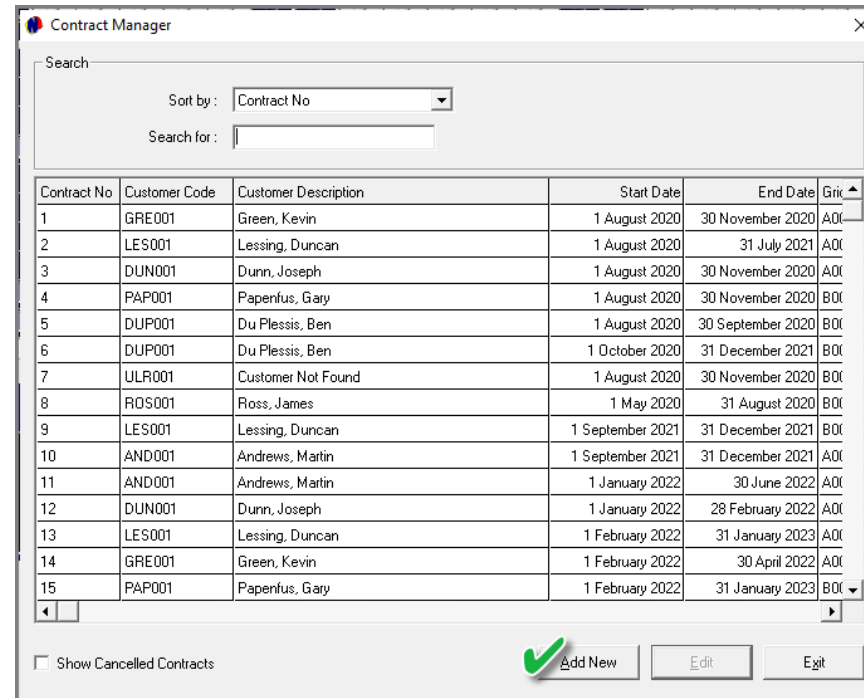 Contract Manager
Search
Sort by : Contract No
Search for :
Contract No Customer Code Customer Description Start Date End Date
1 GRE001 Green, Kevin 1 August 2020 30 November 2020
2 LES001 Lessing, Duncan 1 August 2020 31 July 2021
3 DUN001 Dunn, Joseph 1 August 2020 30 November 2020
4 PAP001 Papenfus, Gary 1 August 2020 30 November 2020
5 DUP001 Du Plessis, Ben 1 August 2020 30 September 2020
6 DUP001 Du Plessis, Ben 1 October 2020 31 December 2021
7 ULR001 Customer Not Found 1 August 2020 30 November 2020
8 ROS001 Ross, James 1 May 2020 31 August 2020
9 LES001 Lessing, Duncan 1 September 2021 31 December 2021
10 AND001 Andrews, Martin 1 September 2021 31 December 2021
11 AND001 Andrews, Martin 1 January 2022 30 June 2022
12 DUN001 Dunn, Joseph 1 January 2022 28 February 2022
13 LES001 Lessing, Duncan 1 February 2022 31 January 2023
14 GRE001 Green, Kevin 1 February 2022 30 April 2022
15 PAP001 Papenfus, Gary 1 February 2022 31 January 2023
Show Cancelled Contracts Add New Edit Exit